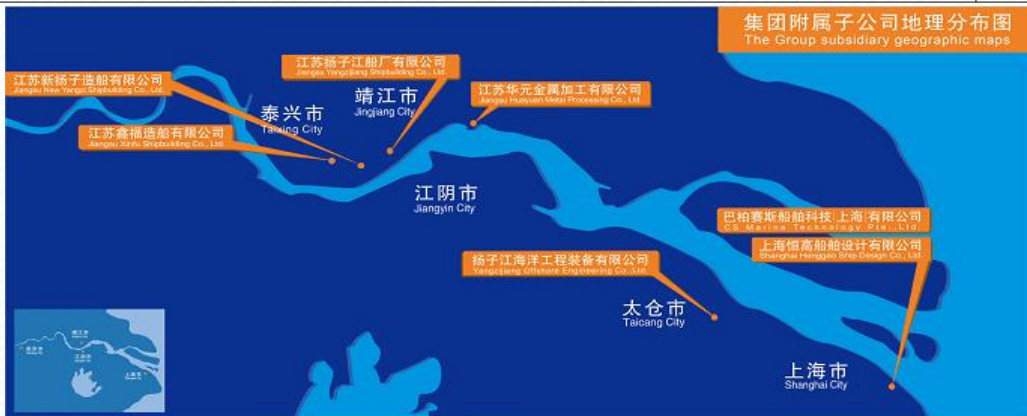 集团附属子公司地理分布图
The Group subsidiary geographic maps
江苏扬子江船厂有限公司
Jiangsu Yangzijiang Shipbuilding Co., Ltd.
江苏新扬子造船有限公司
Jiangsu New Yangzi Shipbuilding Co., Ltd.
靖江市
Jingjiang City
江苏华元金属加工有限公司
Jiangsu Huayuan Metal Processing Co., Ltd
泰兴市
Taixing City
江苏鑫福造船有限公司
Jiangsu Xinfu Shipbuilding Co., Ltd
江阴市
Jiangyin City
巴柏赛斯船舶科技(上海)有限公司
CS Marine Technology Pte., Ltd.
上海恒高船舶设计有限公司
Shanghai Henggao Ship Design Co., Ltd
扬子江海洋工程装备有限公司
Yangzijiang Offshore Engineering Co., Ltd.
太仓市
Taicang City
上海市
Shanghai City